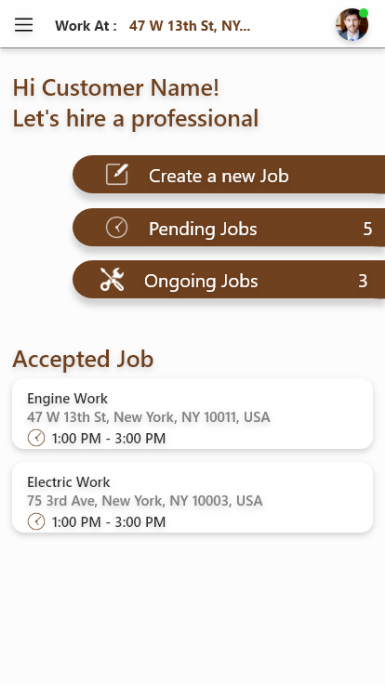 Work At : 47 W 13th St, NY...
Hi Customer Name!
Let's hire a professional
Create a new Job
Pending Jobs 5
Ongoing Jobs 3
Accepted Job
Engine Work
47 W 13th St, New York, NY 10011, USA
1:00 PM - 3:00 PM
Electric Work
75 3rd Ave, New York, NY 10003, USA
1:00 PM - 3:00 PM